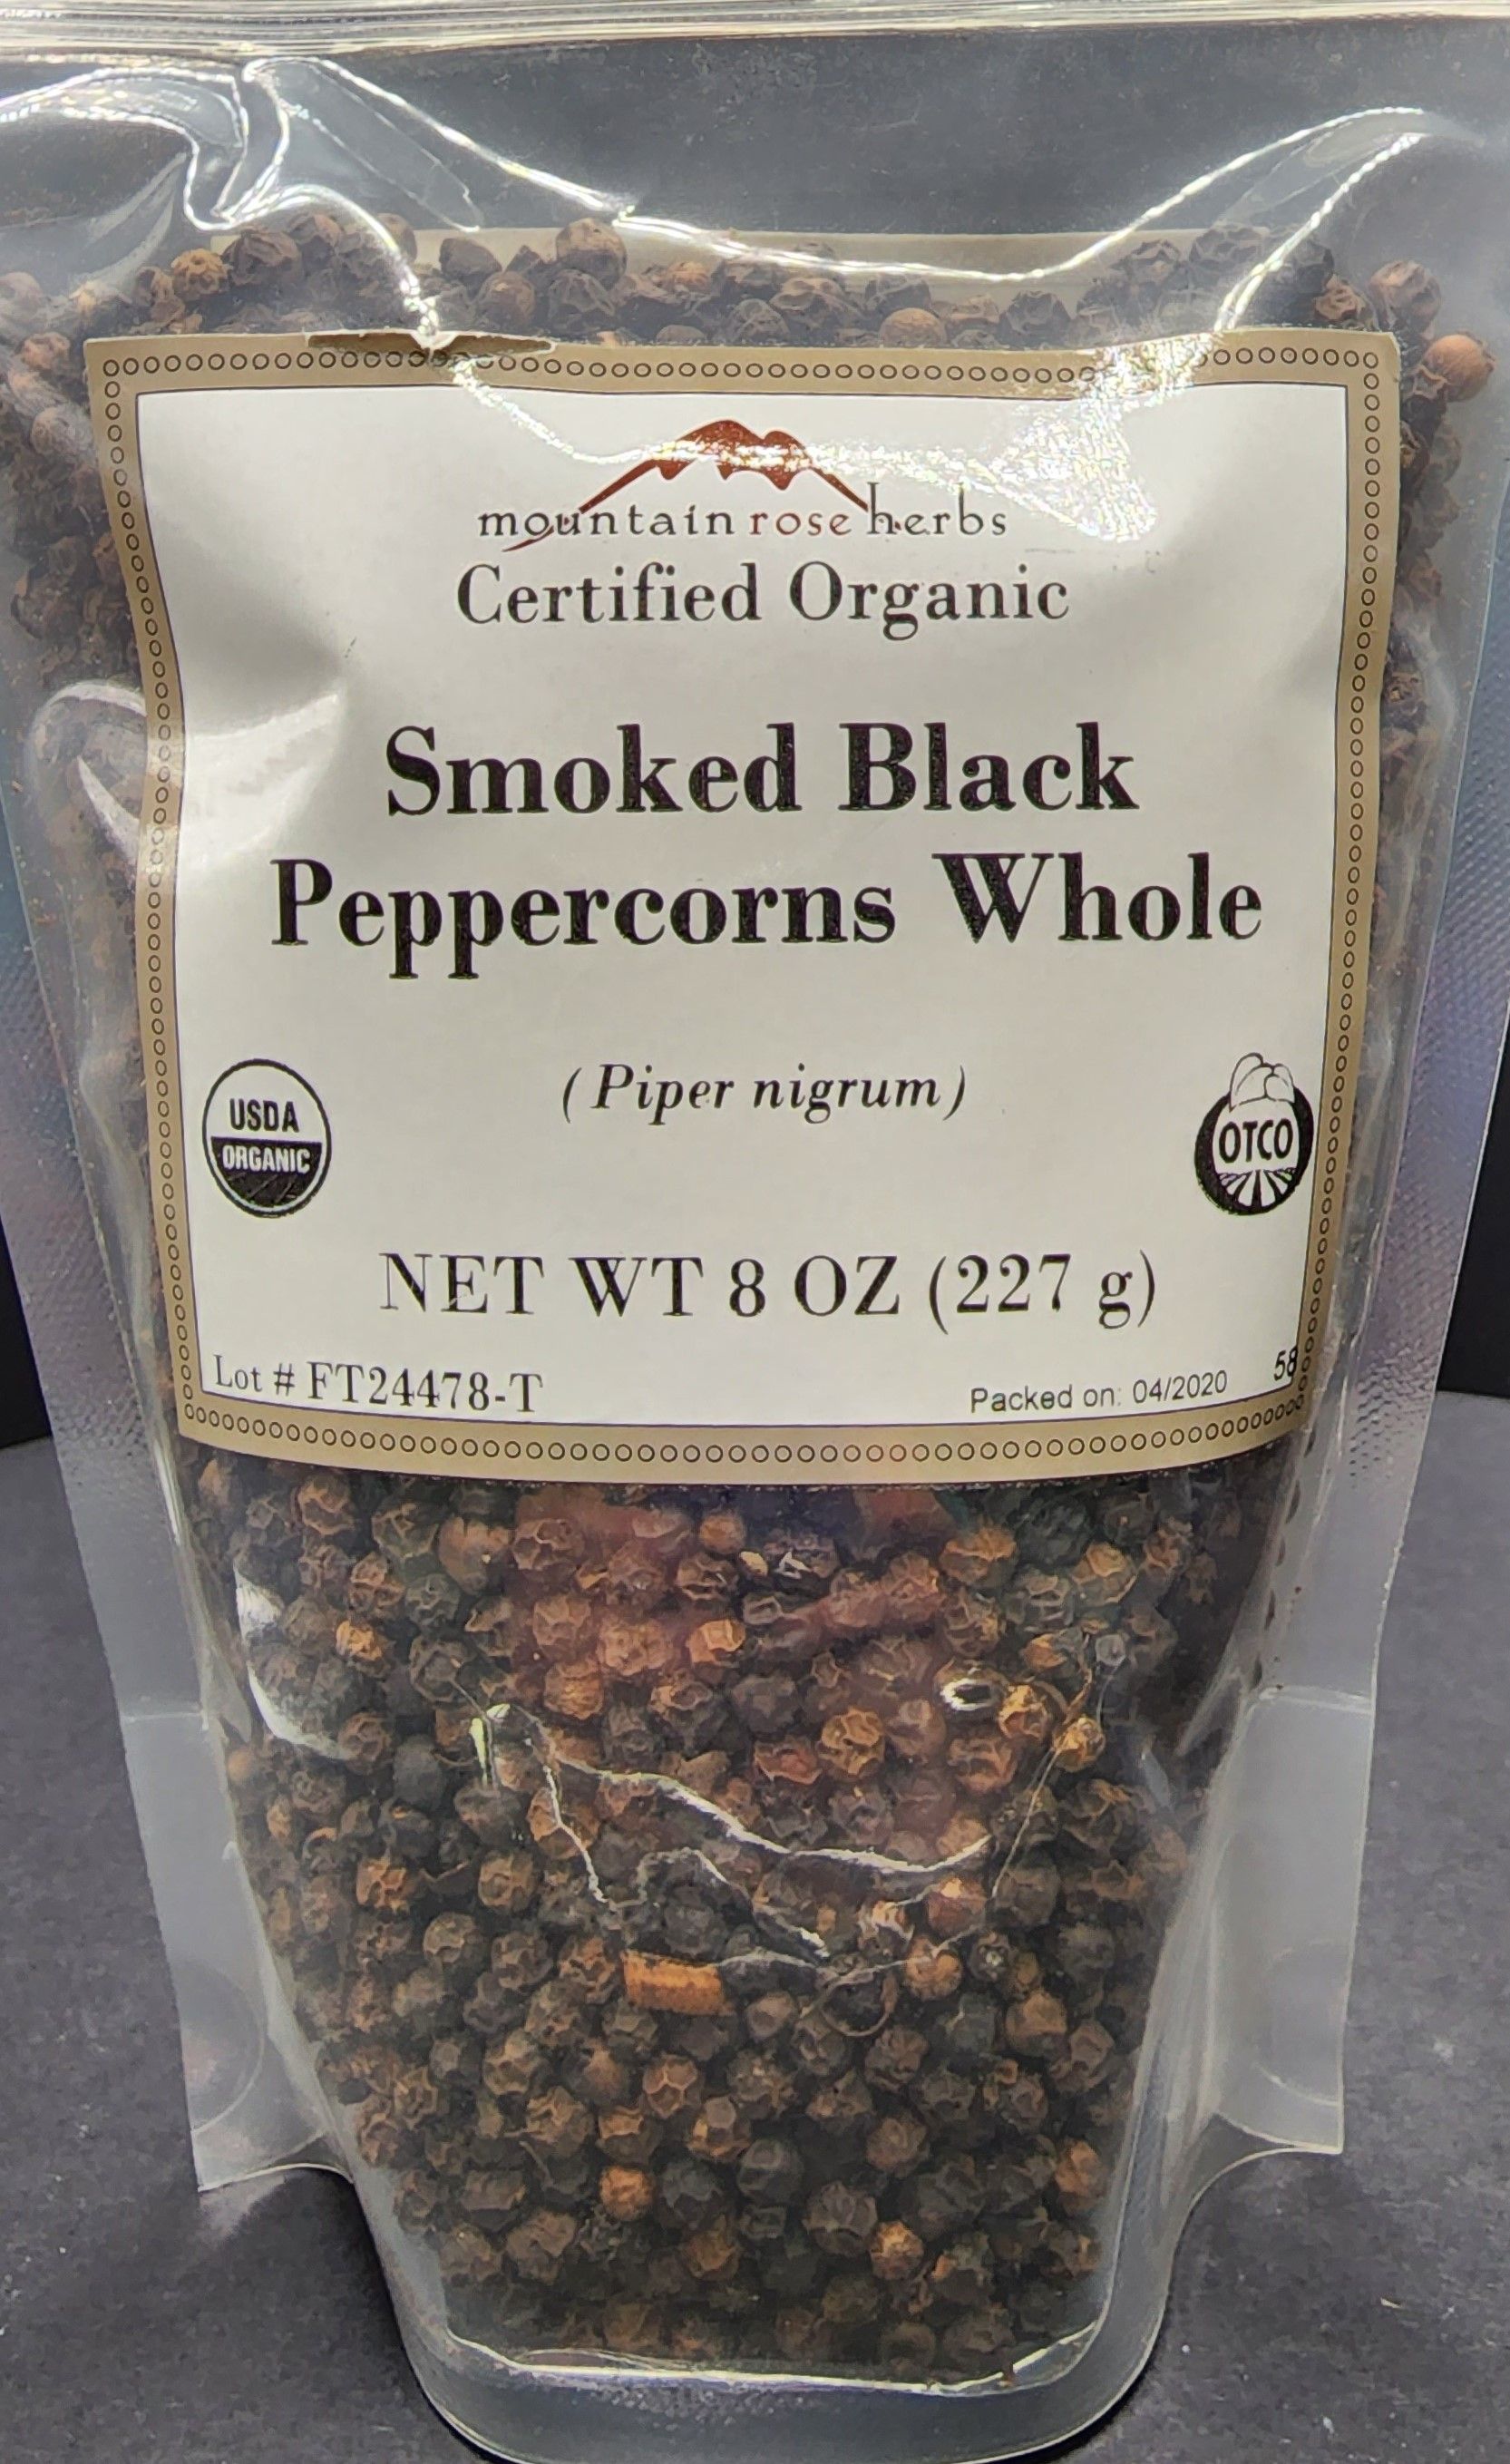 mountain rose herbs
Certified Organic
Smoked Black
Peppercorns Whole
(Piper nigrum)
USDA
ORGANIC
OTCO
NET WT 8 OZ (227 g)
Lot # FT24478-T
Packed on: 04/2020
58